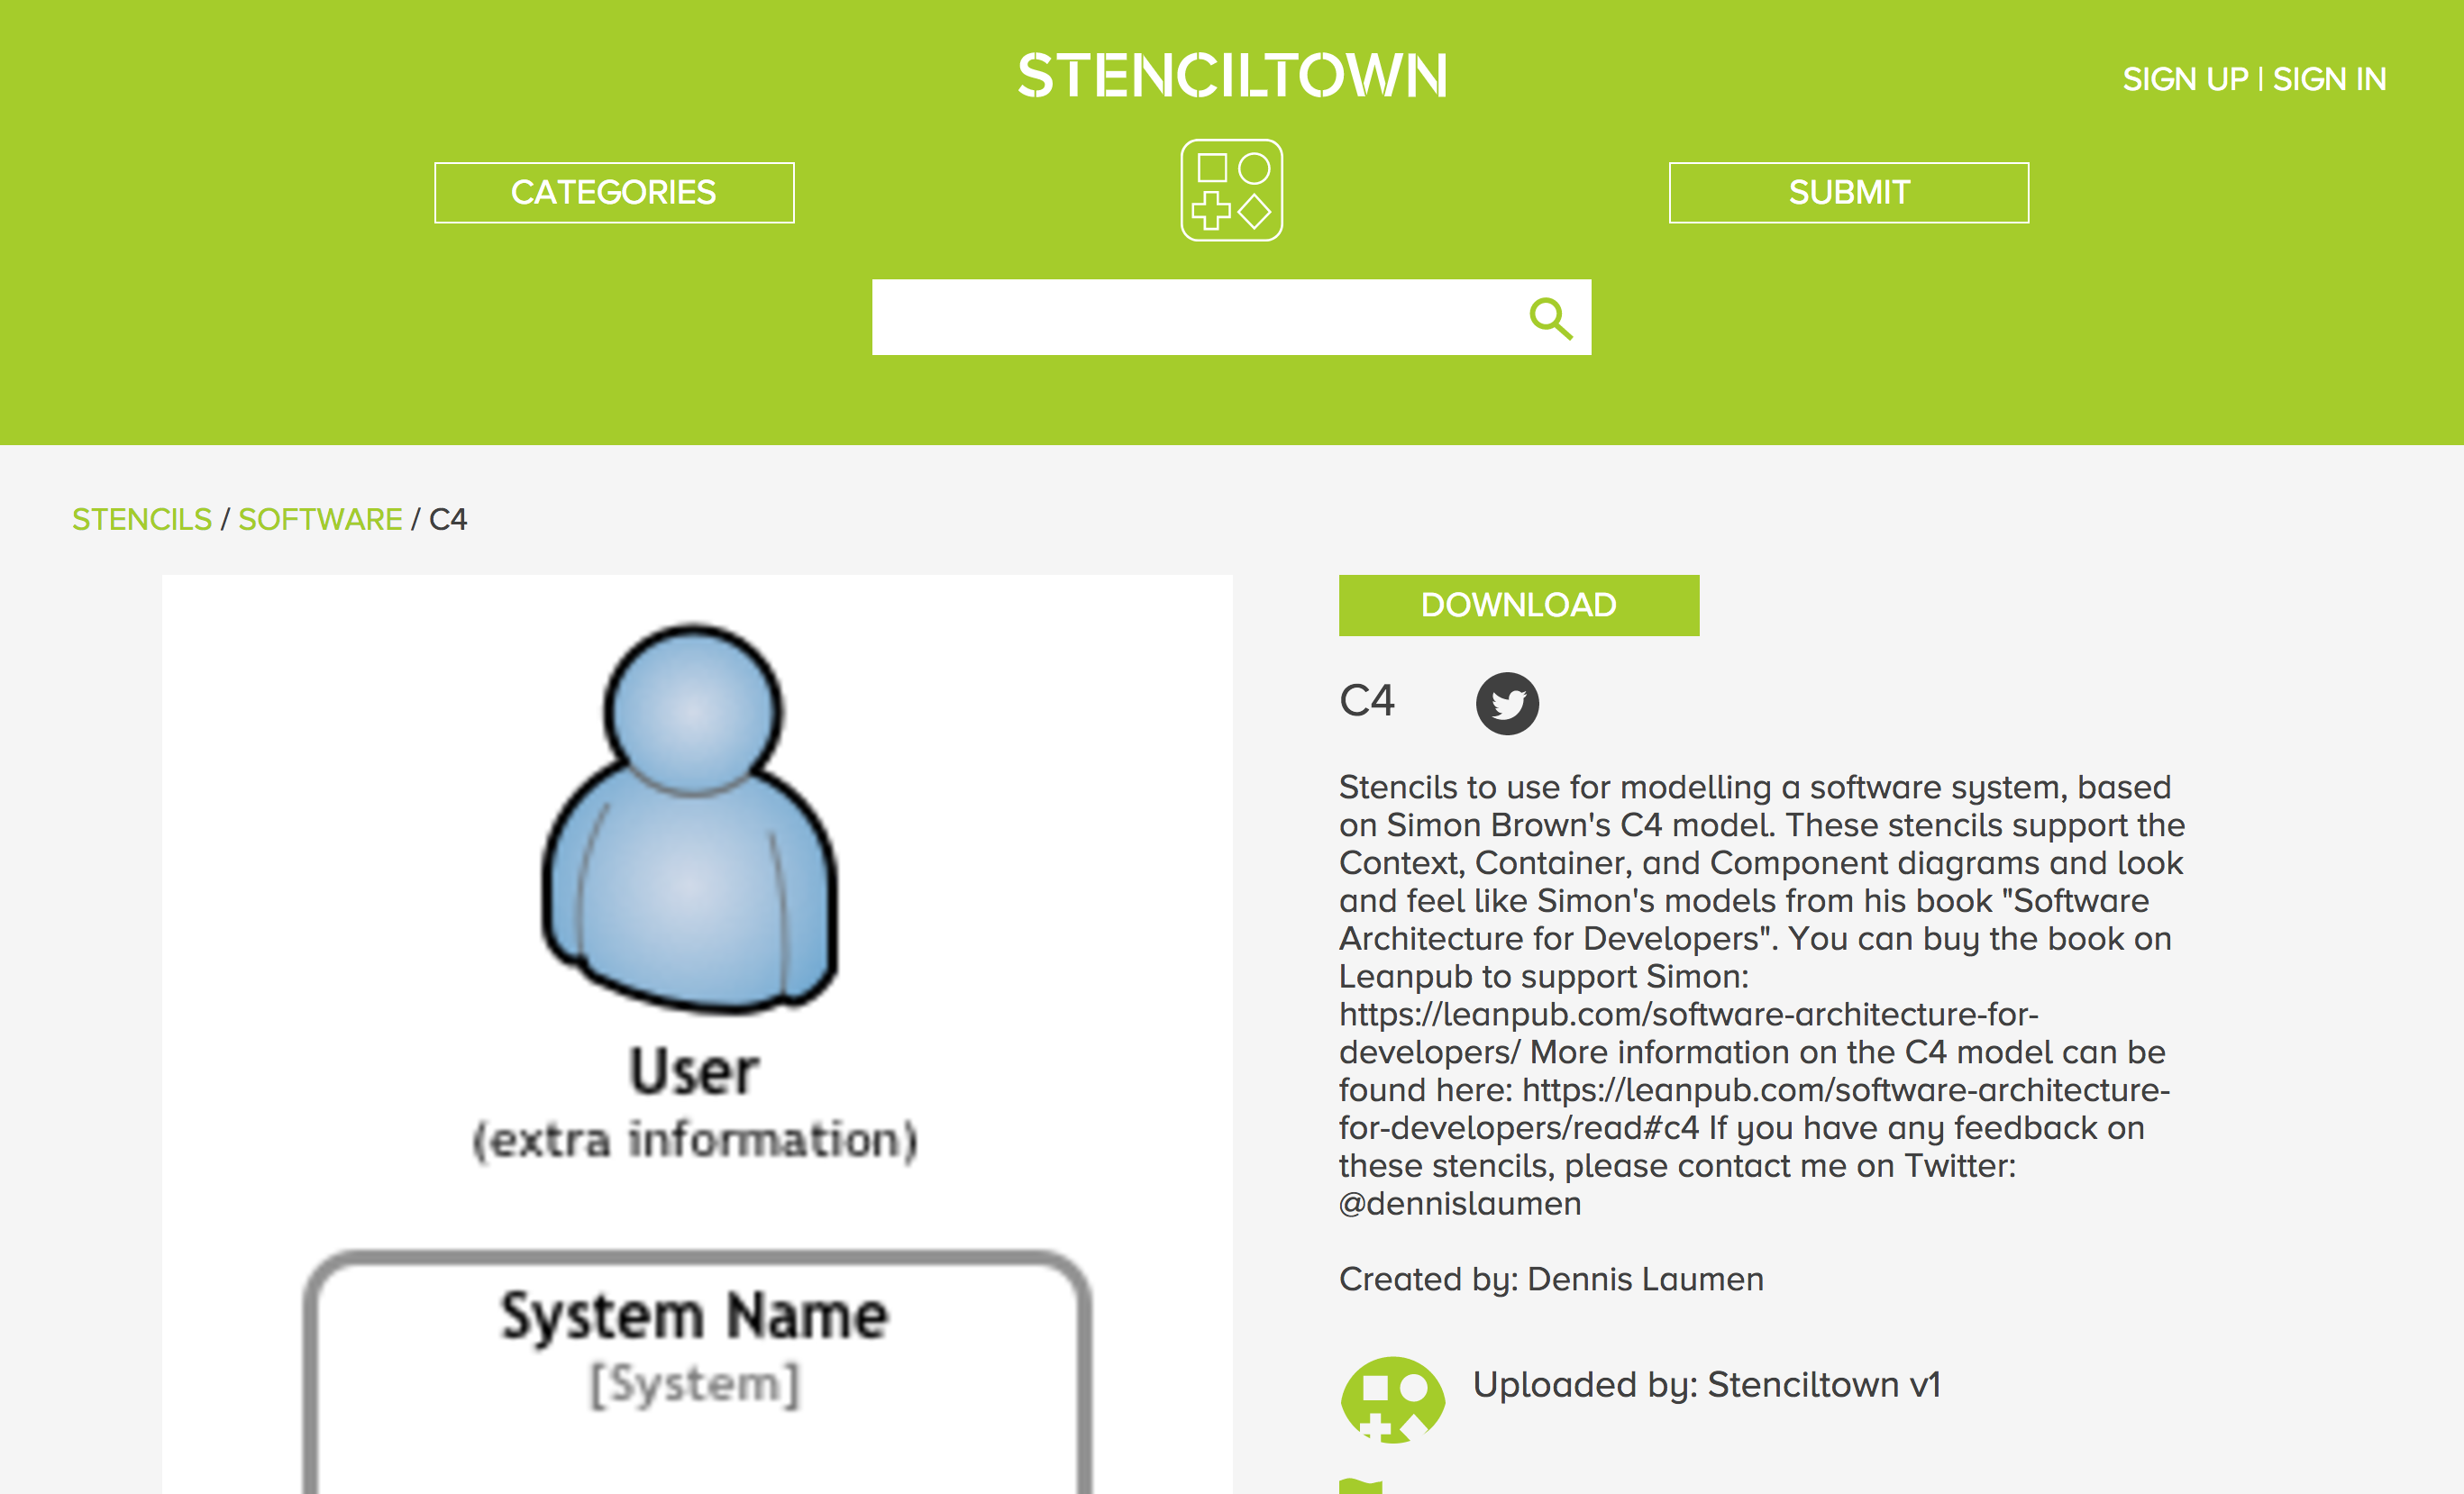 STENCILTOWN
SIGN UP | SIGN IN
CATEGORIES
SUBMIT
STENCILS / SOFTWARE / C4
User
(extra information)
System Name
[System]
DOWNLOAD
C4
Stencils to use for modelling a software system, based
on Simon Brown's C4 model. These stencils support the
Context, Container, and Component diagrams and look
and feel like Simon's models from his book "Software
Architecture for Developers". You can buy the book on
Leanpub to support Simon:
https://leanpub.com/software-architecture-for-
developers/ More information on the C4 model can be
found here: https://leanpub.com/software-architecture-
for-developers/read#c4 If you have any feedback on
these stencils, please contact me on Twitter:
@dennislaumen
Created by: Dennis Laumen
Uploaded by: Stenciltown v1